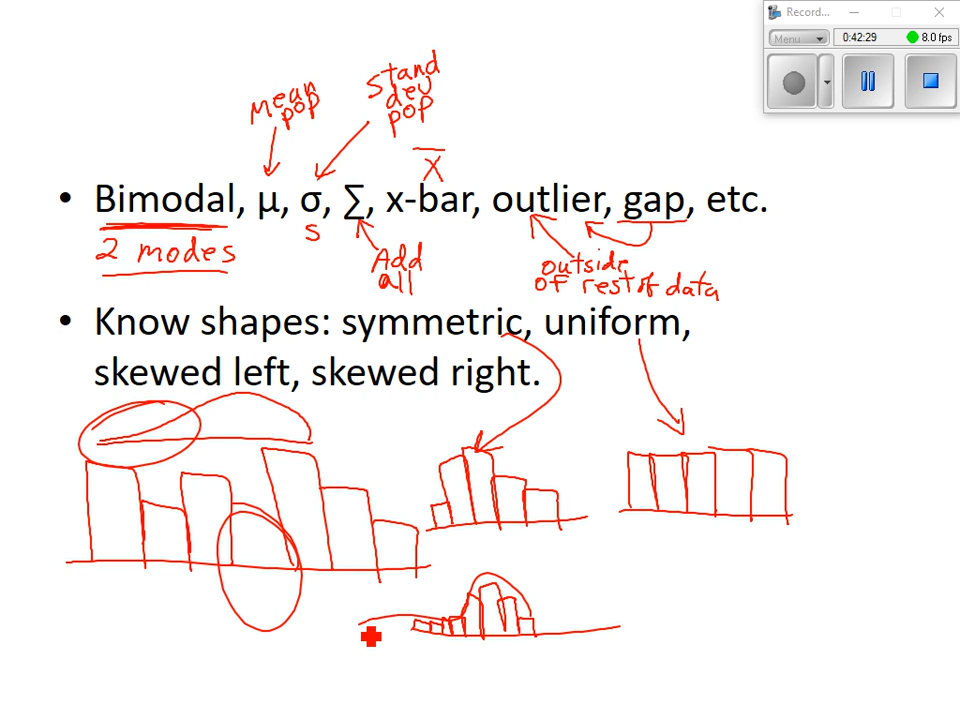 Record...
Menu
0:42:29
8.0 fps
Mean
pop
Stand
dev
pop
x
• Bimodal, μ, σ, ∑, x-bar, outlier, gap, etc.
s
2 modes
Add
all
outside
of rest of data
• Know shapes: symmetric, uniform,
skewed left, skewed right.